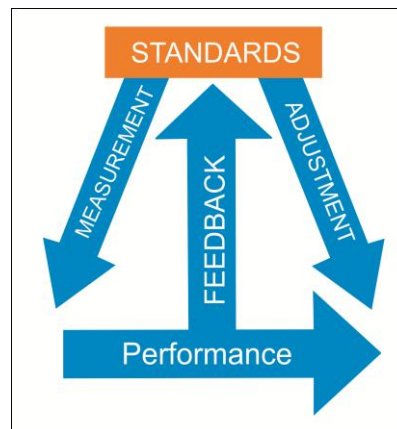 STANDARDS
MEASUREMENT
FEEDBACK
ADJUSTMENT
Performance